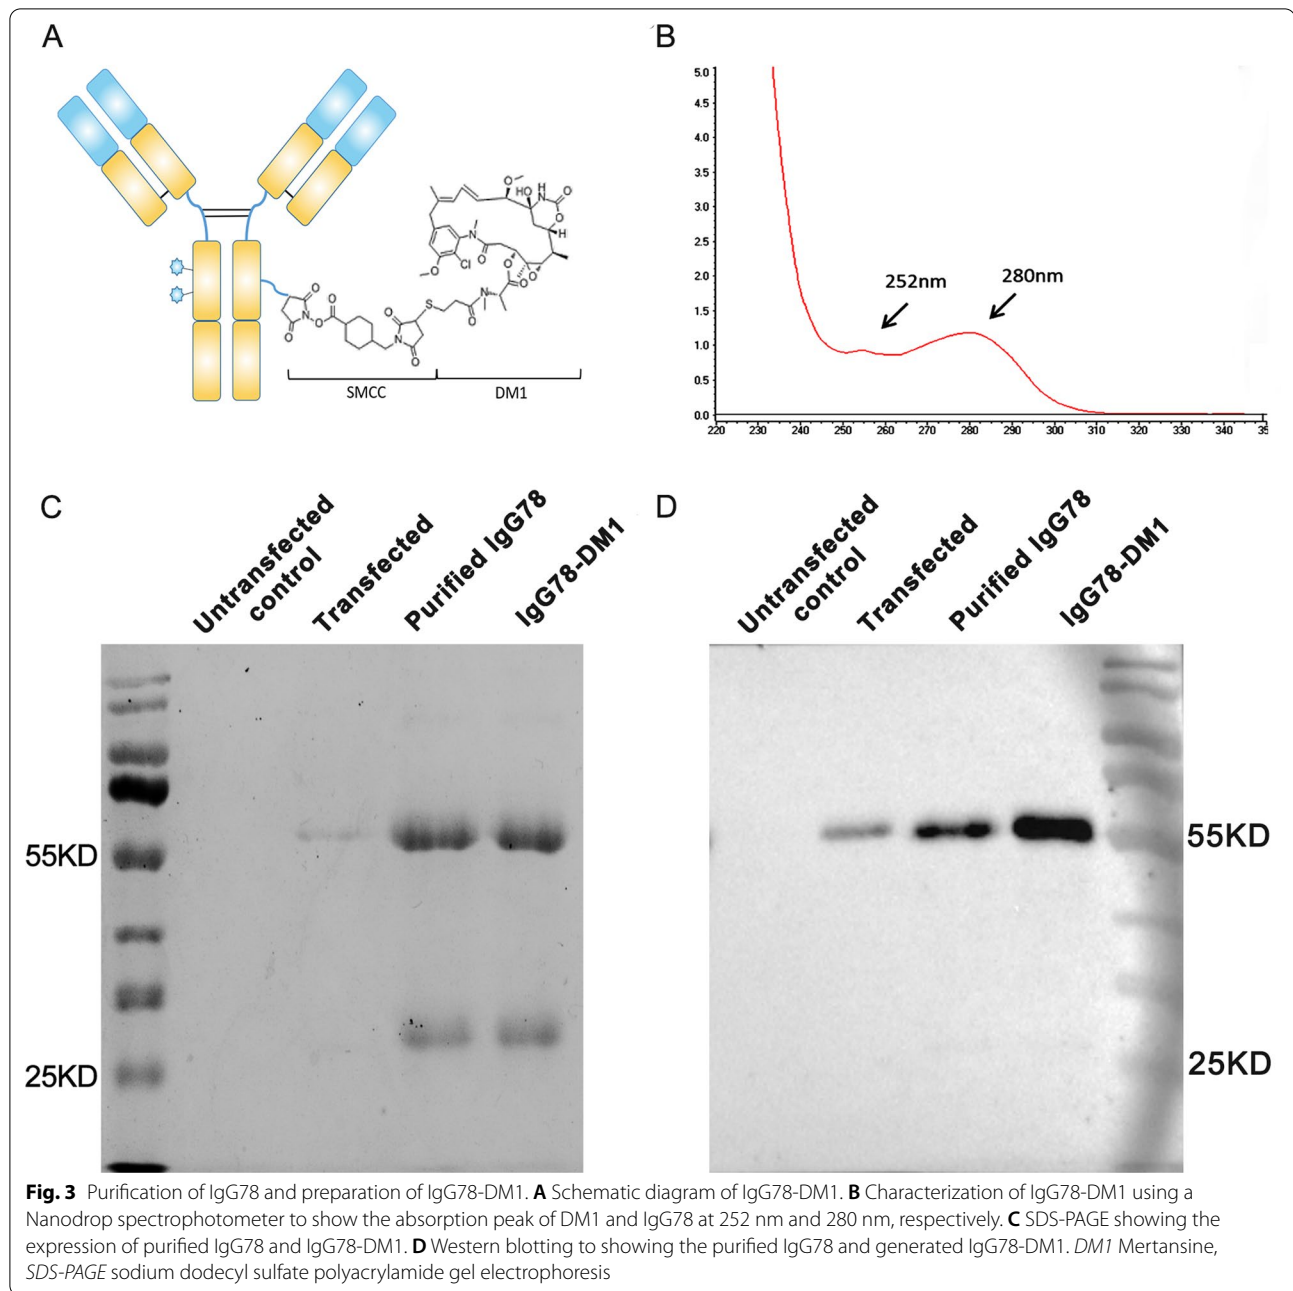 A
SMCC
DM1
HO
H
N
O
O
H
O
N
Cl
O
O
O
O
O
N
O
O
N
O
O
O
O
N
O
S
O
N
B
5.0
4.5
4.0
3.5
3.0
2.5
2.0
1.5
1.0
0.5
0.0
252nm
280nm
220 230 240 250 260 270 280 290 300 310 320 330 340
C
Untransfected
control
Transfected
Purified IgG78
IgG78-DM1
55KD
25KD
D
Untransfected
control
Transfected
Purified IgG78
IgG78-DM1
55KD
25KD
Fig. 3 Purification of IgG78 and preparation of IgG78-DM1. A Schematic diagram of IgG78-DM1. B Characterization of IgG78-DM1 using a
Nanodrop spectrophotometer to show the absorption peak of DM1 and IgG78 at 252 nm and 280 nm, respectively. C SDS-PAGE showing the
expression of purified IgG78 and IgG78-DM1. D Western blotting to showing the purified IgG78 and generated IgG78-DM1. DM1 Mertansine,
SDS-PAGE sodium dodecyl sulfate polyacrylamide gel electrophoresis